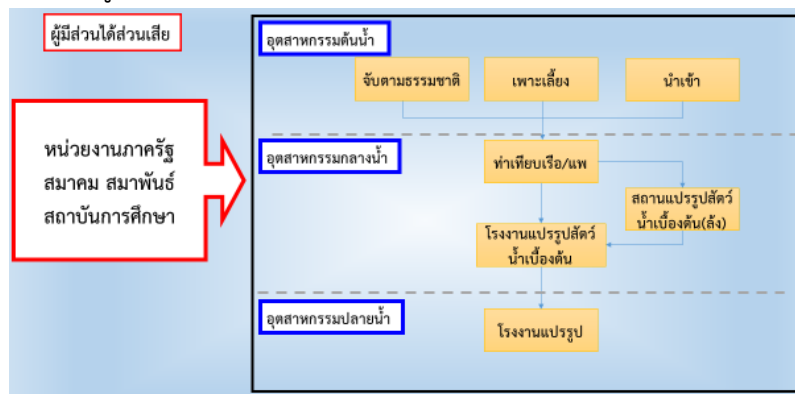 ผู้มีส่วนได้ส่วนเสีย
อุตสาหกรรมต้นน้ำ
จับตามธรรมชาติ
เพาะเลี้ยง
นำเข้า
หน่วยงานภาครัฐ
สมาคม สมาพันธ์
สถาบันการศึกษา
อุตสาหกรรมกลางน้ำ
ท่าเทียบเรือ/แพ
สถานแปรรูปสัตว์
น้ำเบื้องต้น(ล้ง)
โรงงานแปรรูปสัตว์
น้ำเบื้องต้น
อุตสาหกรรมปลายน้ำ
โรงงานแปรรูป